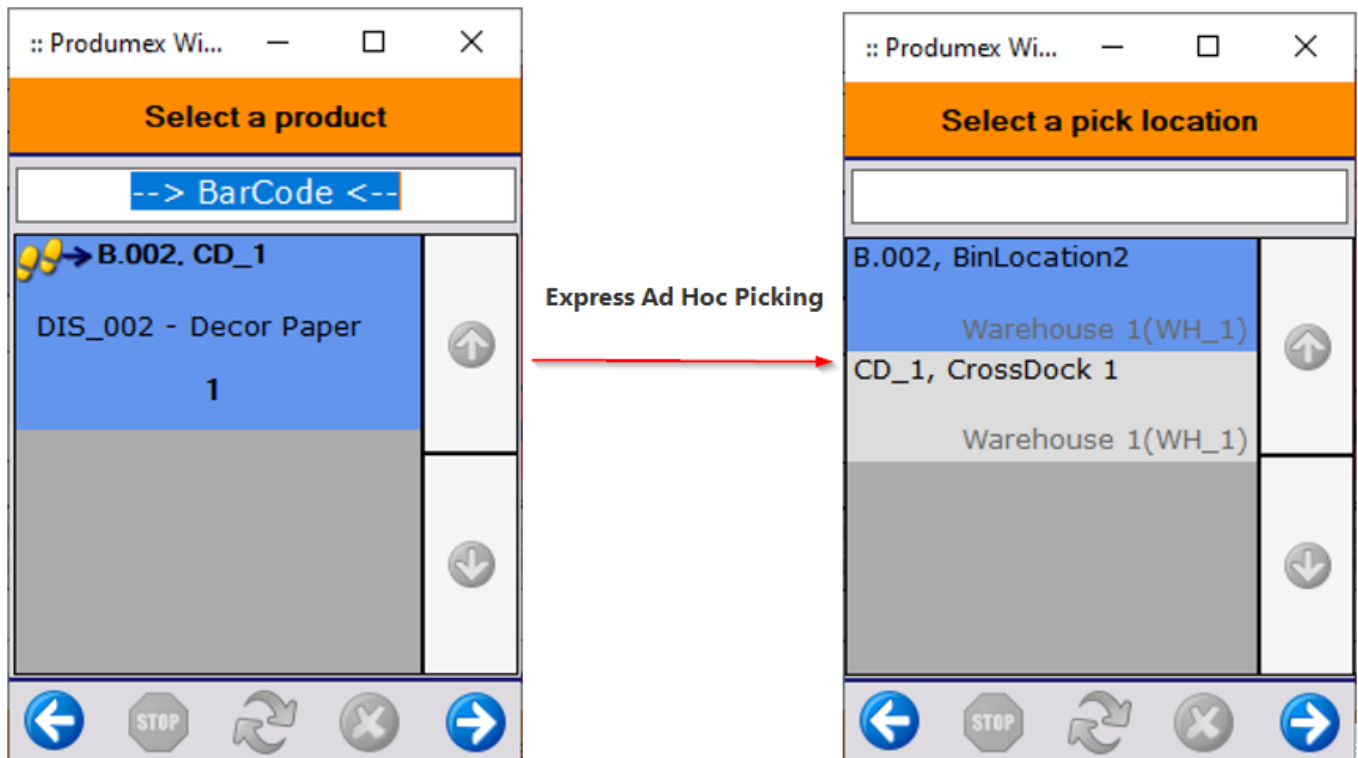 :: Produmex Wi...
Select a product
--> BarCode <--
B.002, CD_1
DIS_002 - Decor Paper
1
STOP
Express Ad Hoc Picking
:: Produmex Wi...
Select a pick location
B.002, BinLocation2
Warehouse 1(WH_1)
CD_1, CrossDock 1
Warehouse 1(WH_1)
STOP